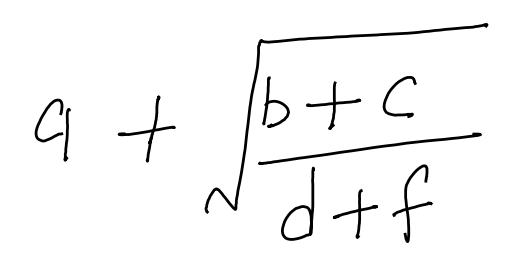 a + √((b + c)/(d + f))